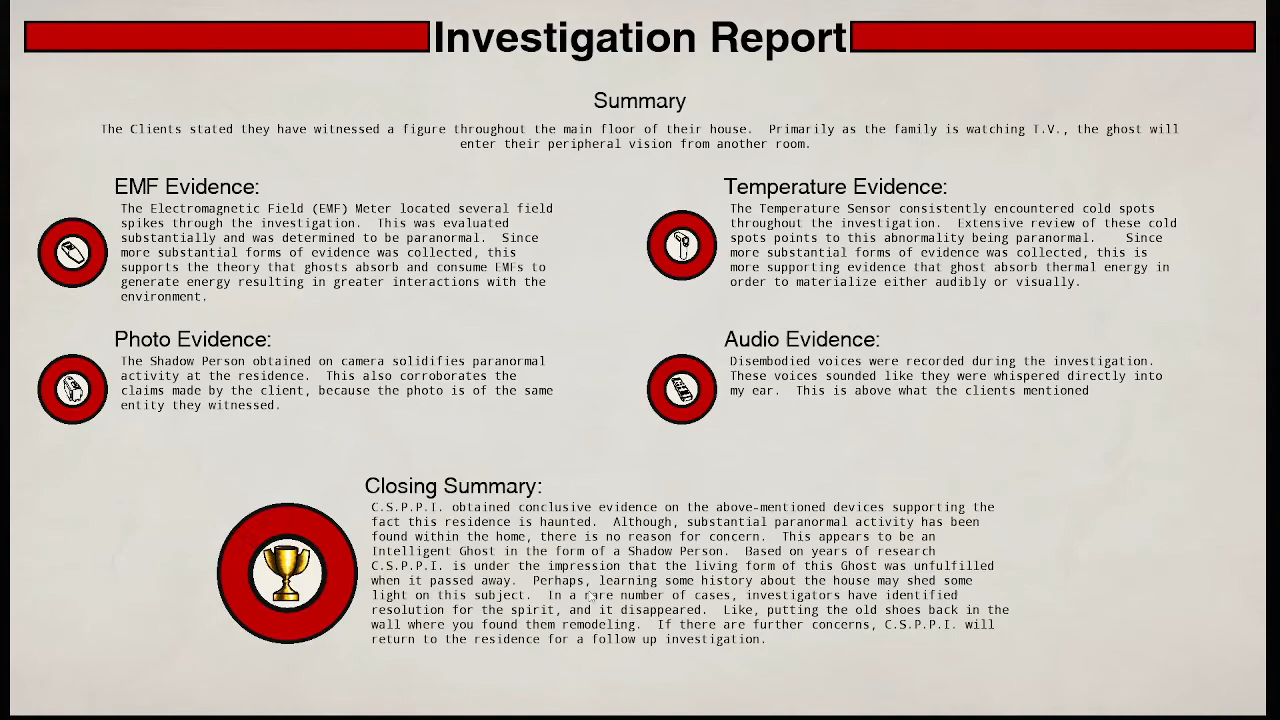 Investigation Report
Summary
The Clients stated they have witnessed a figure throughout the main floor of their house.  Primarily as the family is watching T.V., the ghost will
enter their peripheral vision from another room.
EMF Evidence:
The Electromagnetic Field (EMF) Meter located several field
spikes through the investigation.  This was evaluated
substantially and was determined to be paranormal.  Since
more substantial forms of evidence was collected, this
supports the theory that ghosts absorb and consume EMFs to
generate energy resulting in greater interactions with the
environment.
Temperature Evidence:
The Temperature Sensor consistently encountered cold spots
throughout the investigation.  Extensive review of these cold
spots points to this abnormality being paranormal.    Since
more substantial forms of evidence was collected, this is
more supporting evidence that ghost absorb thermal energy in
order to materialize either audibly or visually.
Photo Evidence:
The Shadow Person obtained on camera solidifies paranormal
activity at the residence.  This also corroborates the
claims made by the client, because the photo is of the same
entity they witnessed.
Audio Evidence:
Disembodied voices were recorded during the investigation.
These voices sounded like they were whispered directly into
my ear.  This is above what the clients mentioned
Closing Summary:
C.S.P.P.I. obtained conclusive evidence on the above-mentioned devices supporting the
fact this residence is haunted.  Although, substantial paranormal activity has been
found within the home, there is no reason for concern.  This appears to be an
Intelligent Ghost in the form of a Shadow Person.  Based on years of research
C.S.P.P.I. is under the impression that the living form of this Ghost was unfulfilled
when it passed away.  Perhaps, learning some history about the house may shed some
light on this subject.  In a rare number of cases, investigators have identified
resolution for the spirit, and it disappeared.  Like, putting the old shoes back in the
wall where you found them remodeling.  If there are further concerns, C.S.P.P.I. will
return to the residence for a follow up investigation.